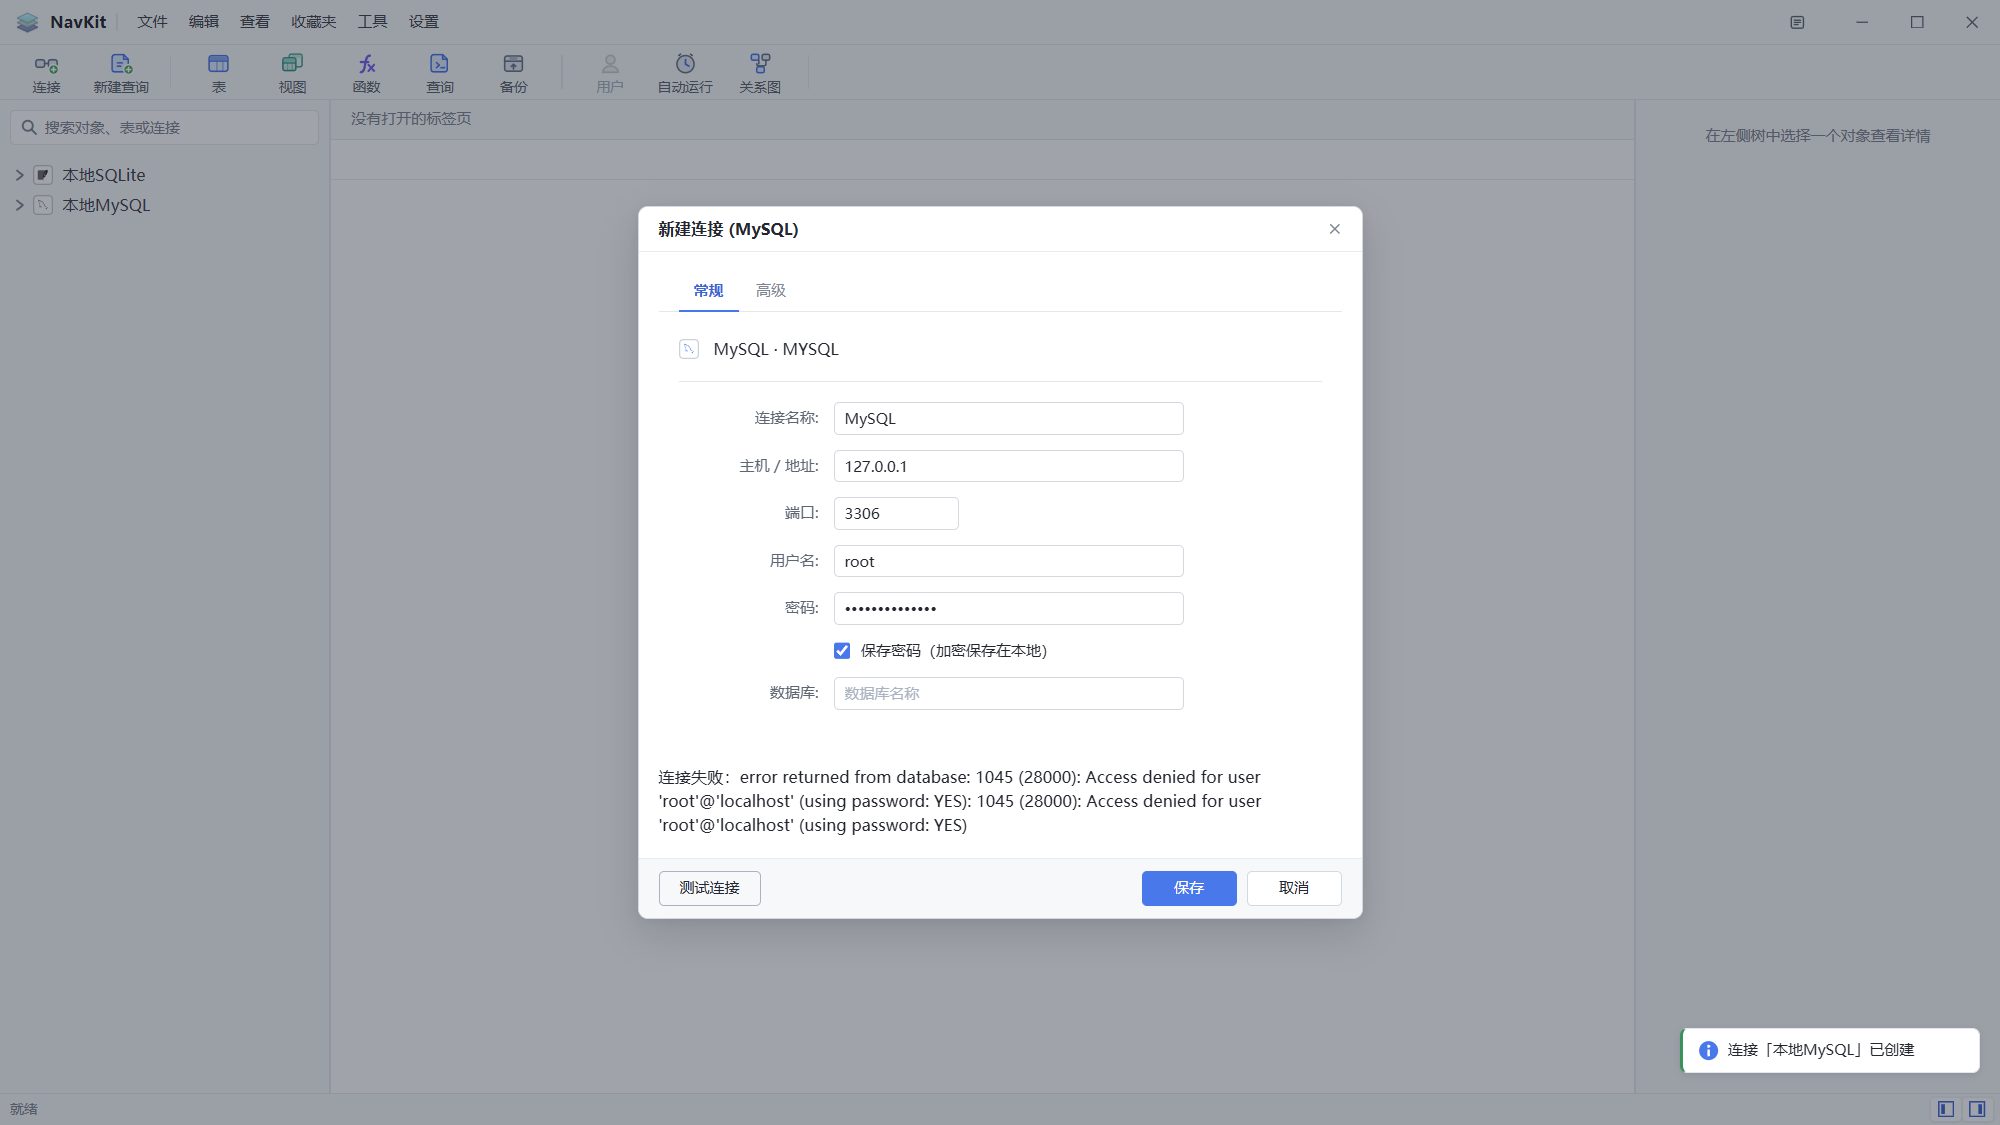 NavKit 文件 编辑 查看 收藏夹 工具 设置
连接 新建查询 表 视图 函数 查询 备份 用户 自动运行 关系图
搜索对象、表或连接
没有打开的标签页
在左侧树中选择一个对象查看详情
本地SQLite
本地MySQL
新建连接 (MySQL)
常规 高级
MySQL · MYSQL
连接名称: MySQL
主机 / 地址: 127.0.0.1
端口: 3306
用户名: root
密码: ••••••••••••••
保存密码（加密保存在本地）
数据库: 数据库名称
连接失败：error returned from database: 1045 (28000): Access denied for user
'root'@'localhost' (using password: YES): 1045 (28000): Access denied for user
'root'@'localhost' (using password: YES)
测试连接 保存 取消
连接「本地MySQL」已创建
就绪